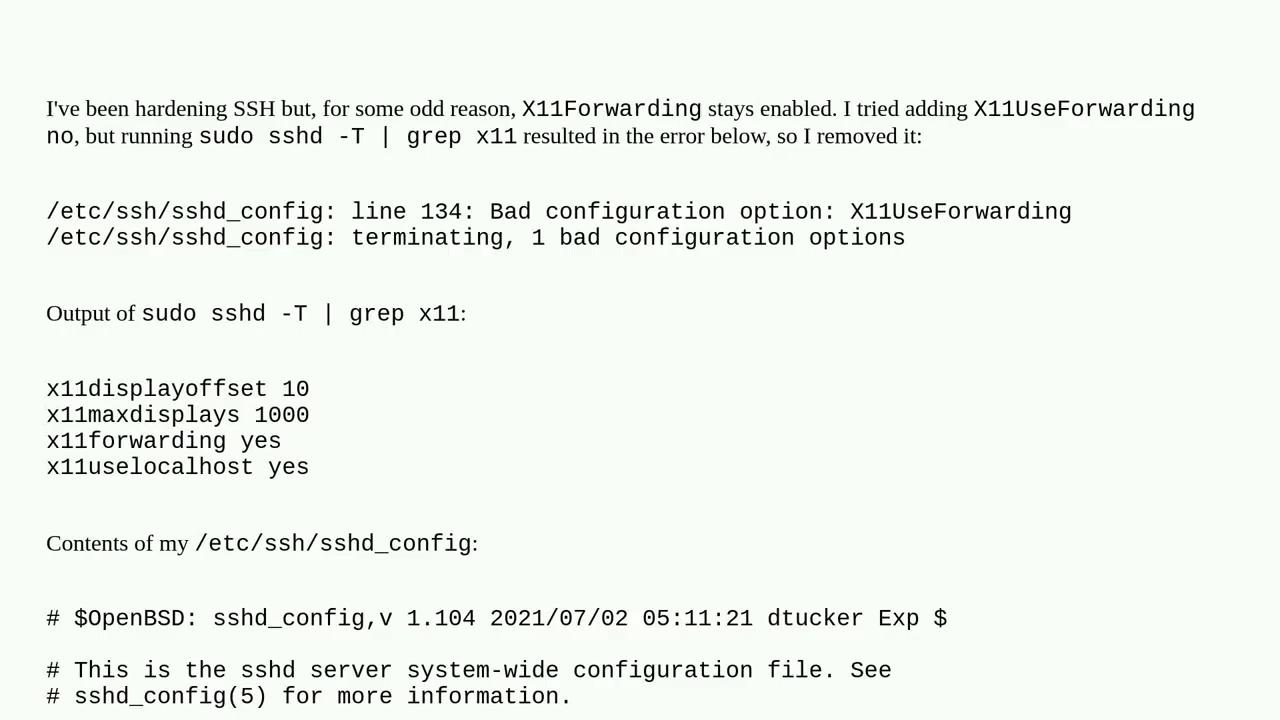 I've been hardening SSH but, for some odd reason, X11Forwarding stays enabled. I tried adding X11UseForwarding
no, but running sudo sshd -T | grep x11 resulted in the error below, so I removed it:
/etc/ssh/sshd_config: line 134: Bad configuration option: X11UseForwarding
/etc/ssh/sshd_config: terminating, 1 bad configuration options
Output of sudo sshd -T | grep x11:
x11displayoffset 10
x11maxdisplays 1000
x11forwarding yes
x11uselocalhost yes
Contents of my /etc/ssh/sshd_config:
# $OpenBSD: sshd_config,v 1.104 2021/07/02 05:11:21 dtucker Exp $
# This is the sshd server system-wide configuration file. See
# sshd_config(5) for more information.